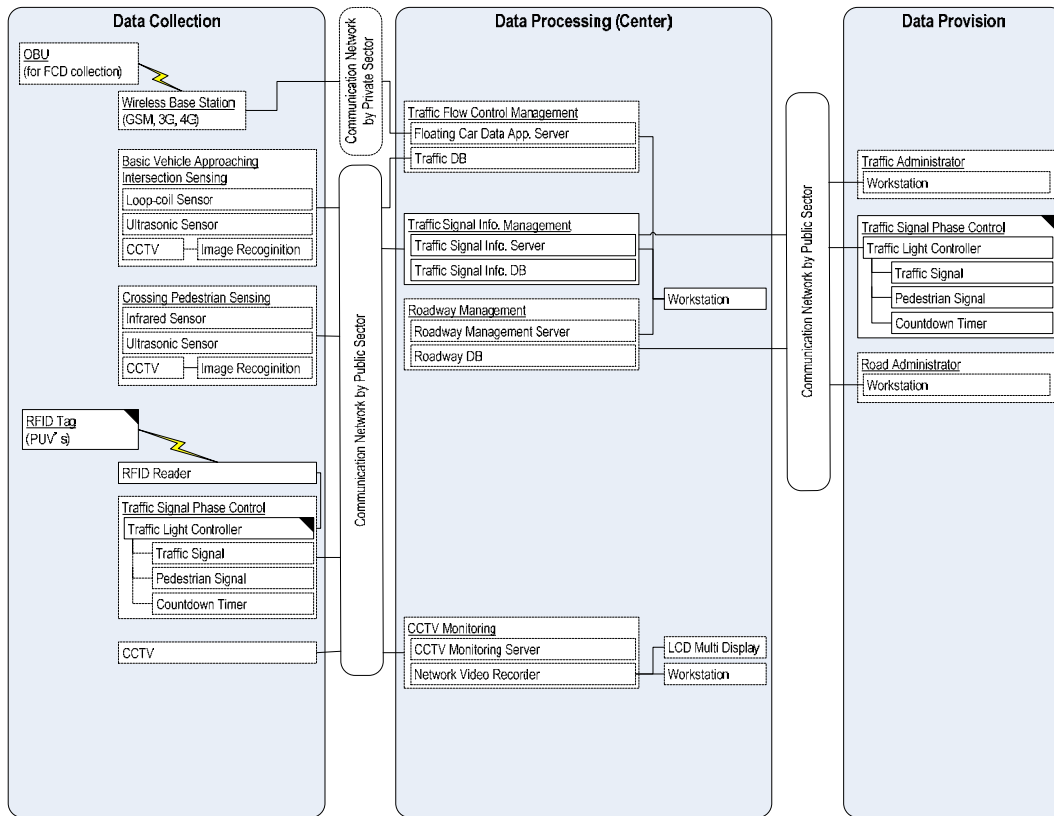 Data Collection
OBU
(for FCD collection)
Wireless Base Station
(GSM, 3G, 4G)
Basic Vehicle Approaching
Intersection Sensing
Loop-coil Sensor
Ultrasonic Sensor
CCTV
Image Recoginition
Crossing Pedestrian Sensing
Infrared Sensor
Ultrasonic Sensor
CCTV
Image Recoginition
RFID Tag
(PUV's)
RFID Reader
Traffic Signal Phase Control
Traffic Light Controller
Traffic Signal
Pedestrian Signal
Countdown Timer
CCTV
Communication Network
by Private Sector
Communication Network by Public Sector
Data Processing (Center)
Traffic Flow Control Management
Floating Car Data App. Server
Traffic DB
Traffic Signal Info. Management
Traffic Signal Info. Server
Traffic Signal Info. DB
Workstation
Roadway Management
Roadway Management Server
Roadway DB
CCTV Monitoring
CCTV Monitoring Server
Network Video Recorder
LCD Multi Display
Workstation
Communication Network by Public Sector
Data Provision
Traffic Administrator
Workstation
Traffic Signal Phase Control
Traffic Light Controller
Traffic Signal
Pedestrian Signal
Countdown Timer
Road Administrator
Workstation